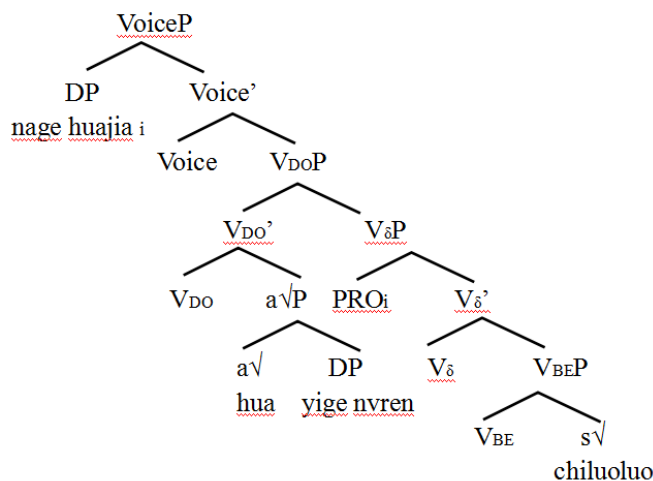 VoiceP
DP Voice’
nage huajia i
Voice VDOP
VDO’ VδP
VDO a√P PROi Vδ’
a√ DP Vδ VBEP
hua yige nvren
VBE s√
chiluoluo